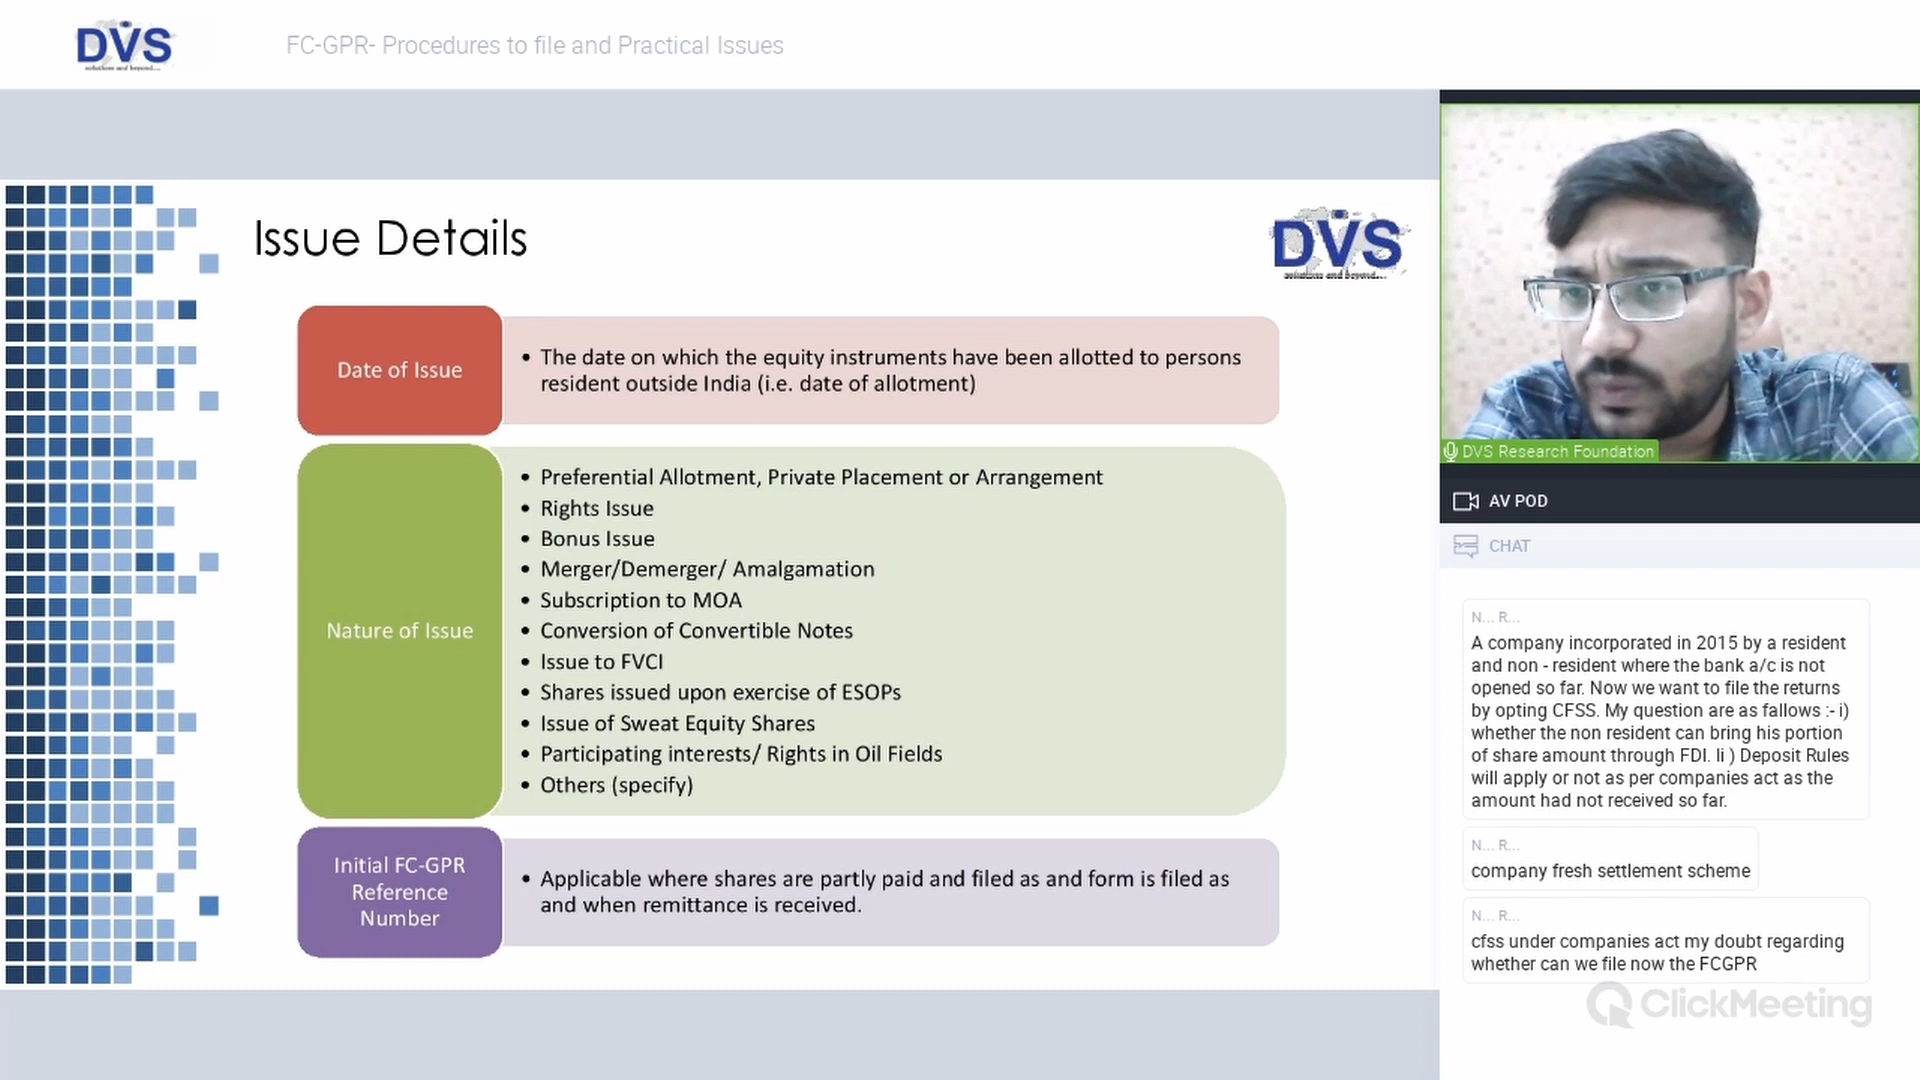 DVS
solutions and beyond....
FC-GPR- Procedures to file and Practical Issues
Issue Details
DVS
solutions and beyond....
Date of Issue
• The date on which the equity instruments have been allotted to persons
resident outside India (i.e. date of allotment)
Nature of Issue
• Preferential Allotment, Private Placement or Arrangement
• Rights Issue
• Bonus Issue
• Merger/Demerger/ Amalgamation
• Subscription to MOA
• Conversion of Convertible Notes
• Issue to FVCI
• Shares issued upon exercise of ESOPs
• Issue of Sweat Equity Shares
• Participating interests/ Rights in Oil Fields
• Others (specify)
Initial FC-GPR
Reference
Number
• Applicable where shares are partly paid and filed as and form is filed as
and when remittance is received.
DVS Research Foundation
AV POD
CHAT
N... R...
A company incorporated in 2015 by a resident
and non - resident where the bank a/c is not
opened so far. Now we want to file the returns
by opting CFSS. My question are as fallows :- i)
whether the non resident can bring his portion
of share amount through FDI. Ii ) Deposit Rules
will apply or not as per companies act as the
amount had not received so far.
N... R...
company fresh settlement scheme
N... R...
cfss under companies act my doubt regarding
whether can we file now the FCGPR
ClickMeeting